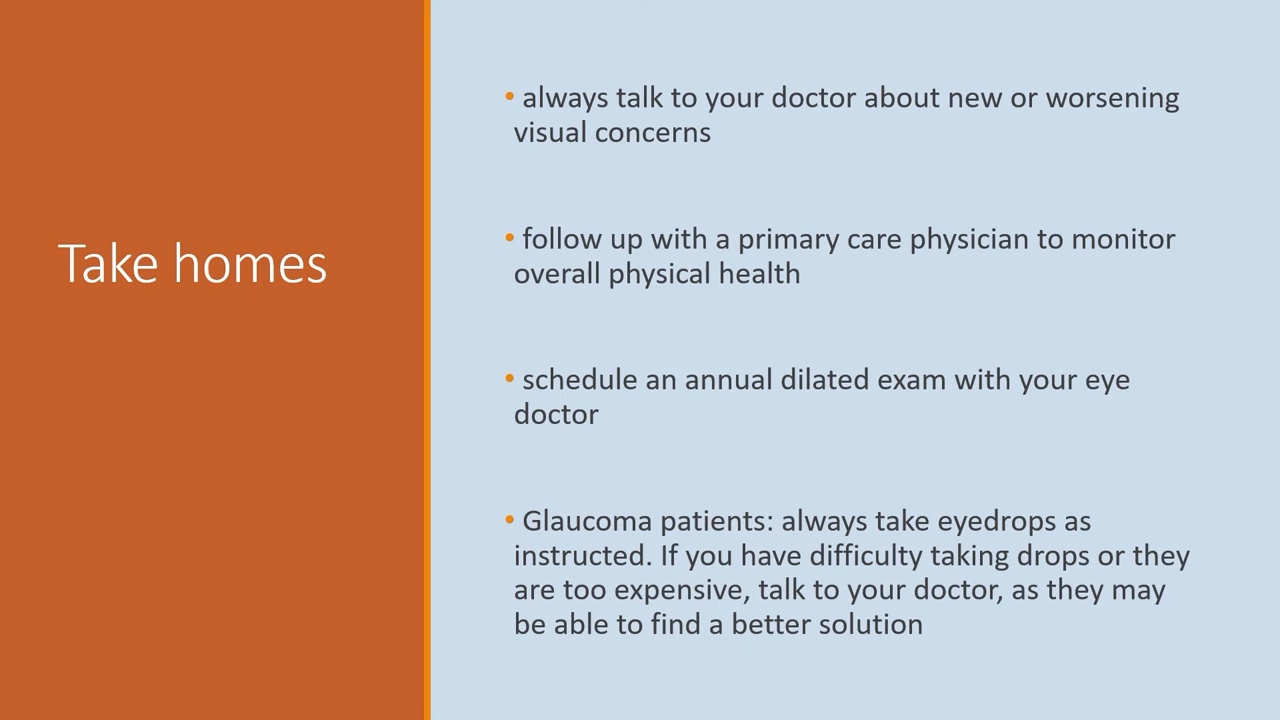 Take homes
• always talk to your doctor about new or worsening
visual concerns
• follow up with a primary care physician to monitor
overall physical health
• schedule an annual dilated exam with your eye
doctor
• Glaucoma patients: always take eyedrops as
instructed. If you have difficulty taking drops or they
are too expensive, talk to your doctor, as they may
be able to find a better solution